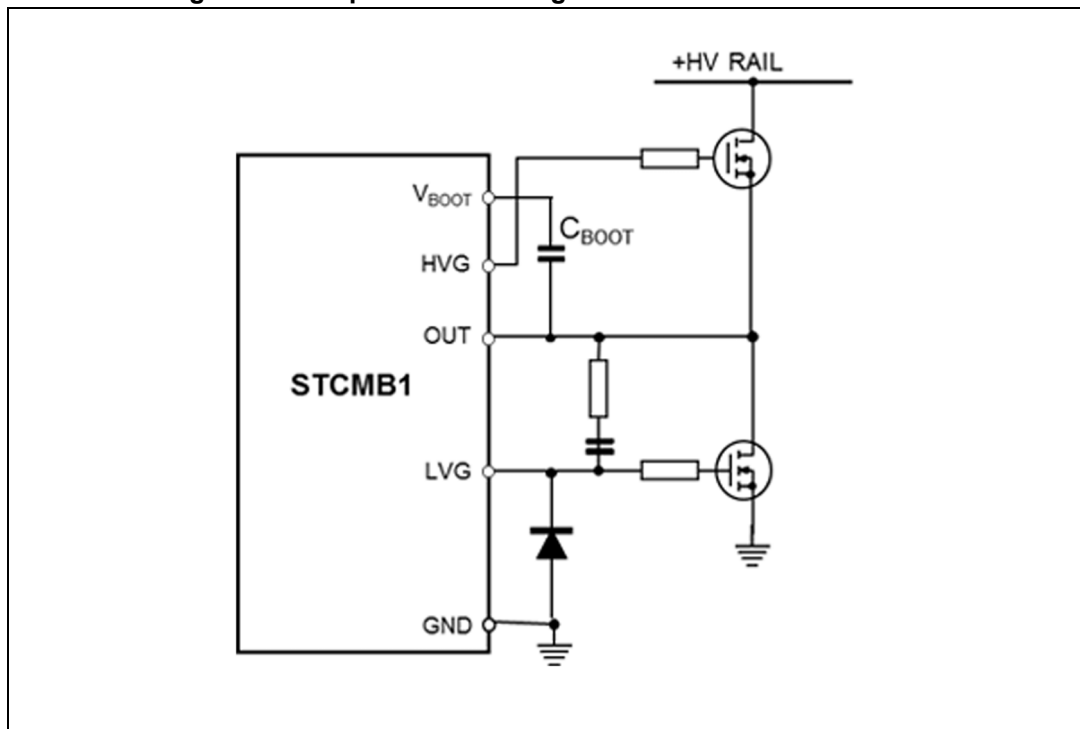 +HV RAIL
VBOOT
CBOOT
HVG
OUT
STCMB1
LVG
GND